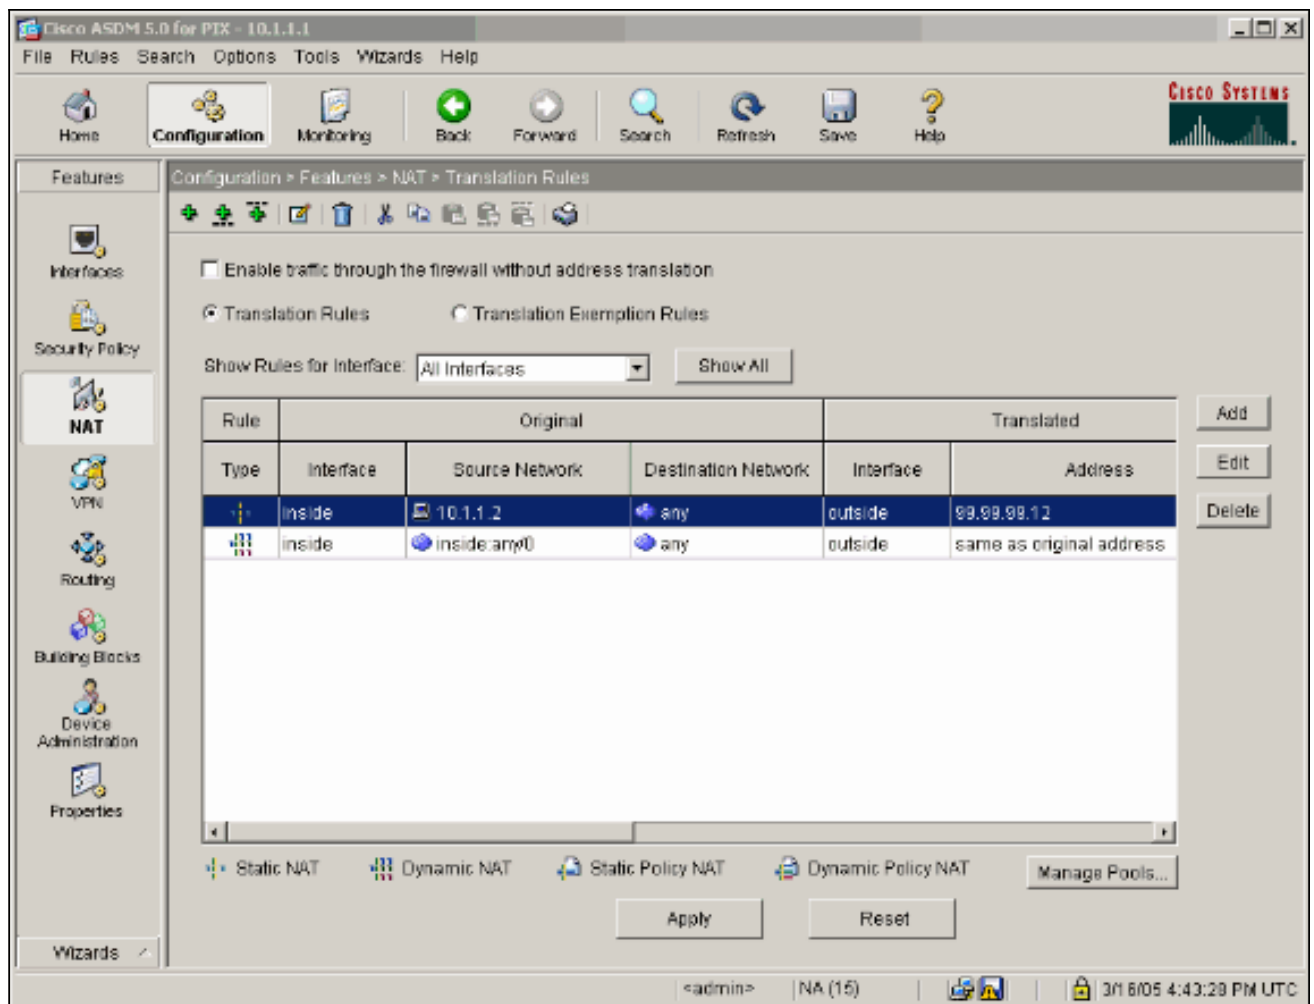 Cisco ASDM 5.0 for PIX - 10.1.1.1
File Rules Search Options Tools Wizards Help
Home Configuration Monitoring Back Forward Search Refresh Save Help
CISCO SYSTEMS
Features
Configuration > Features > NAT > Translation Rules
Interfaces
Security Policy
NAT
VPN
Routing
Building Blocks
Device
Administration
Properties
Wizards
Enable traffic through the firewall without address translation
Translation Rules Translation Exemption Rules
Show Rules for Interface: All Interfaces Show All
Rule Original Translated
Type Interface Source Network Destination Network Interface Address
inside 10.1.1.2 any outside 99.99.99.12
inside inside:any/0 any outside same as original address
Add
Edit
Delete
Static NAT Dynamic NAT Static Policy NAT Dynamic Policy NAT Manage Pools...
Apply Reset
<admin> NA (15) 3/16/05 4:43:28 PM UTC